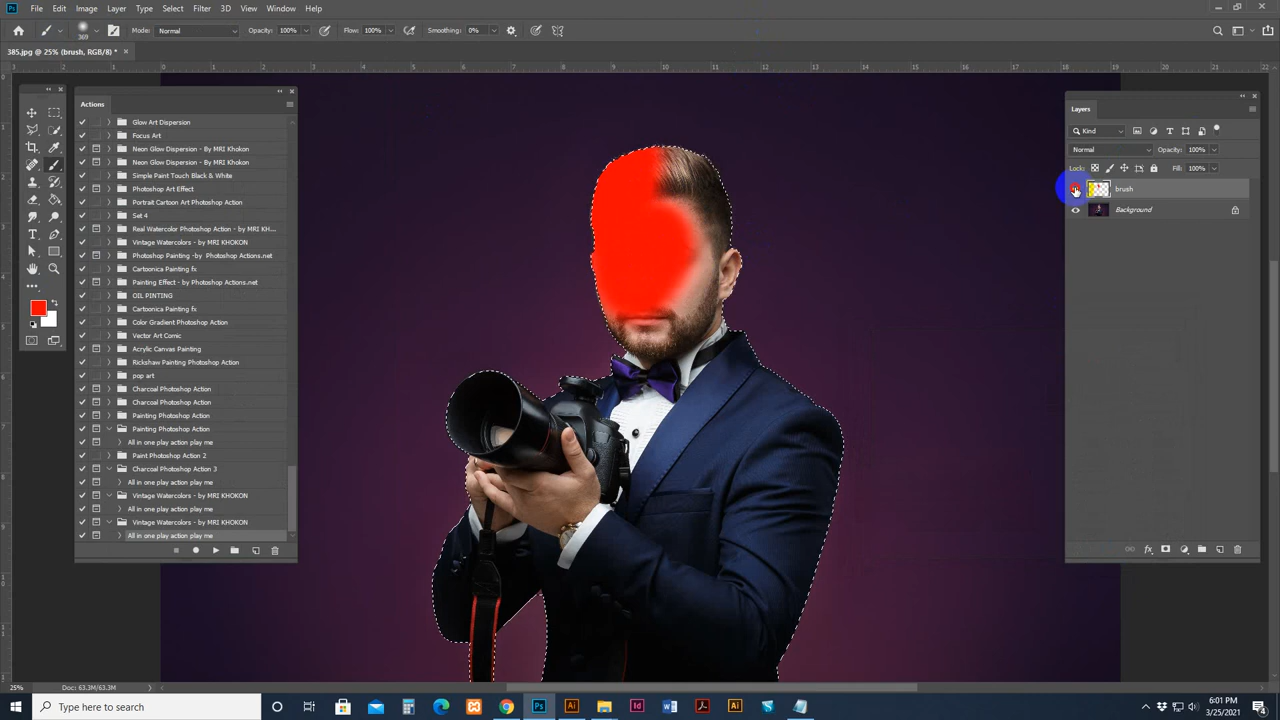 File Edit Image Layer Type Select Filter 3D View Window Help
369 Mode: Normal Opacity: 100% Flow: 100% Smoothing: 0%
385.jpg @ 25% (brush, RGB/8) *
Actions
Glow Art Dispersion
Focus Art
Neon Glow Dispersion - By MRI Khokon
Neon Glow Dispersion - By MRI Khokon
Simple Paint Touch Black & White
Photoshop Art Effect
Portrait Cartoon Art Photoshop Action
Set 4
Real Watercolor Photoshop Action - by MRI KH...
Vintage Watercolors - by MRI KHOKON
Photoshop Painting -by Photoshop Actions.net
Cartoonica Painting fx
Painting Effect - by Photoshop Actions.net
OIL PINTING
Cartoonica Painting fx
Color Gradient Photoshop Action
Vector Art Comic
Acrylic Canvas Painting
Rickshaw Painting Photoshop Action
pop art
Charcoal Photoshop Action
Charcoal Photoshop Action
Painting Photoshop Action
Painting Photoshop Action
All in one play action play me
Paint Photoshop Action 2
Charcoal Photoshop Action 3
All in one play action play me
Vintage Watercolors - by MRI KHOKON
All in one play action play me
Vintage Watercolors - by MRI KHOKON
All in one play action play me
Layers
Kind
Normal Opacity: 100%
Lock: Fill: 100%
brush
Background
25% Doc: 63.3M/63.3M
Type here to search
6:01 PM
3/25/2021